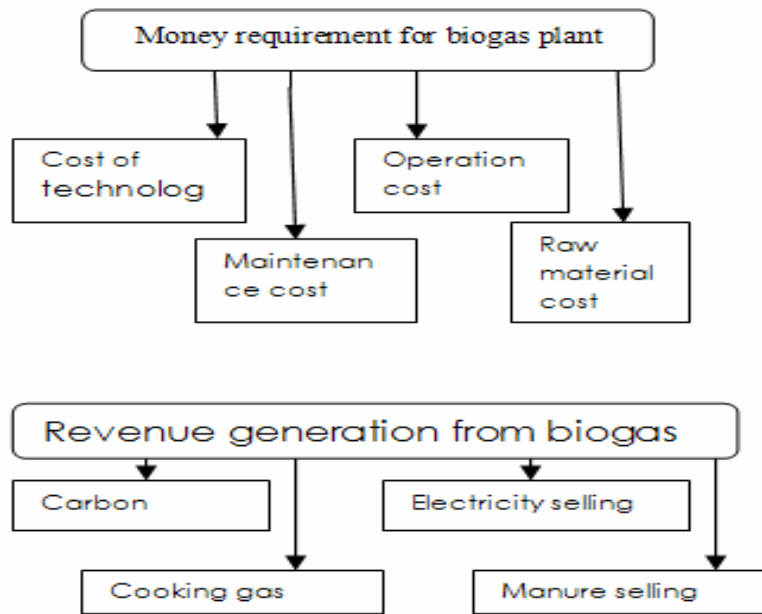 Money requirement for biogas plant
Cost of
technolog
Operation
cost
Maintenan
ce cost
Raw
material
cost
Revenue generation from biogas
Carbon
Electricity selling
Cooking gas
Manure selling